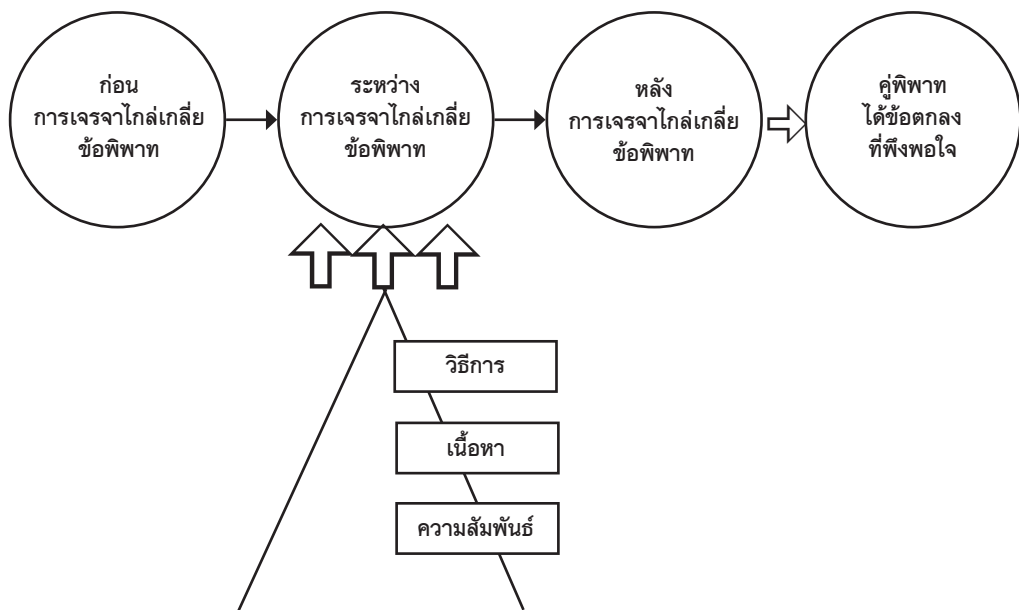 ก่อน
การเจรจาไกล่เกลี่ย
ข้อพิพาท
ระหว่าง
การเจรจาไกล่เกลี่ย
ข้อพิพาท
หลัง
การเจรจาไกล่เกลี่ย
ข้อพิพาท
คู่พิพาท
ได้ข้อตกลง
ที่พึงพอใจ
วิธีการ
เนื้อหา
ความสัมพันธ์